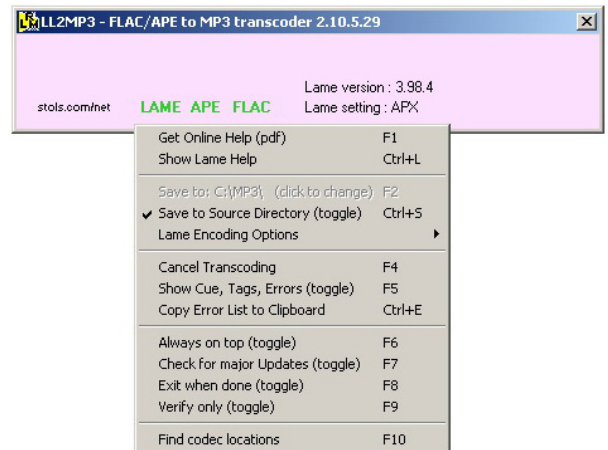 LL2MP3 - FLAC/APE to MP3 transcoder 2.10.5.29
Lame version : 3.98.4
stols.com/net LAME APE FLAC Lame setting : APX
Get Online Help (pdf) F1
Show Lame Help Ctrl+L
Save to: C:\MP3\ (click to change) F2
Save to Source Directory (toggle) Ctrl+S
Lame Encoding Options
Cancel Transcoding F4
Show Cue, Tags, Errors (toggle) F5
Copy Error List to Clipboard Ctrl+E
Always on top (toggle) F6
Check for major Updates (toggle) F7
Exit when done (toggle) F8
Verify only (toggle) F9
Find codec locations F10